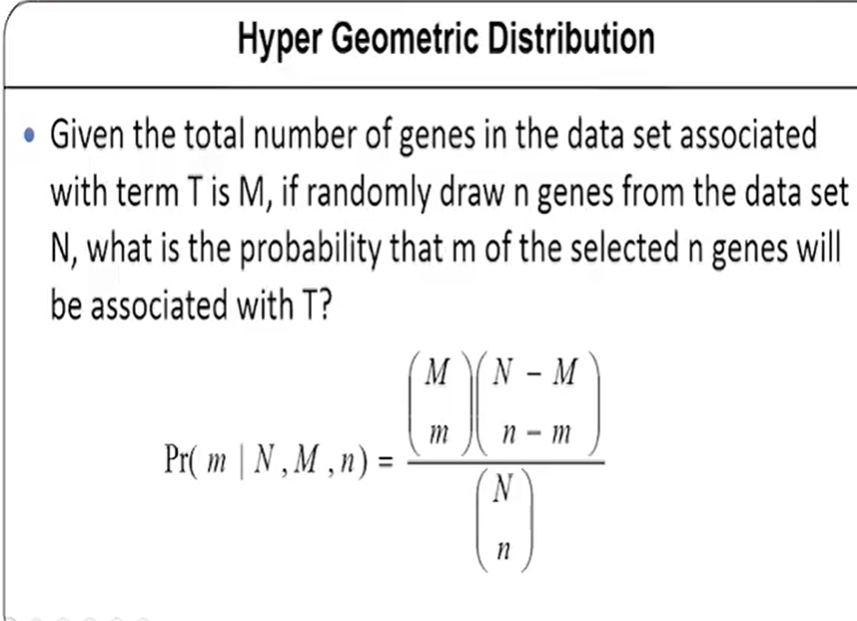 Hyper Geometric Distribution
• Given the total number of genes in the data set associated
with term T is M, if randomly draw n genes from the data set
N, what is the probability that m of the selected n genes will
be associated with T?
( M ) ( N − M )
( m ) ( n − m )
Pr( m | N , M , n) =
( N )
( n )